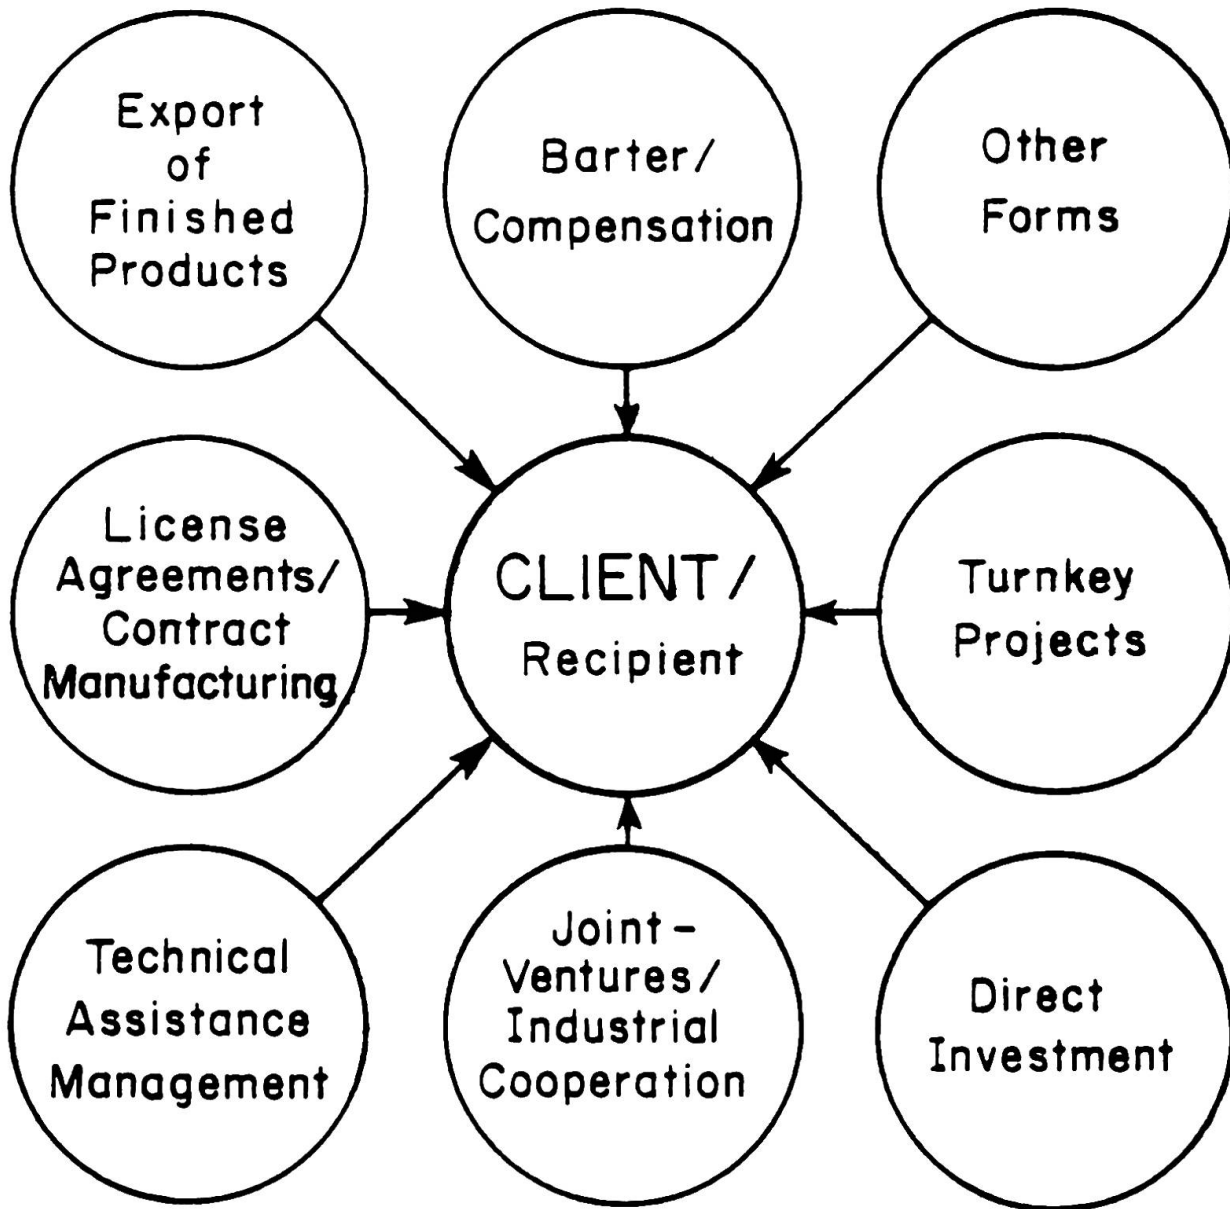 Export
of
Finished
Products
Barter/
Compensation
Other
Forms
License
Agreements/
Contract
Manufacturing
CLIENT/
Recipient
Turnkey
Projects
Technical
Assistance
Management
Joint-
Ventures/
Industrial
Cooperation
Direct
Investment